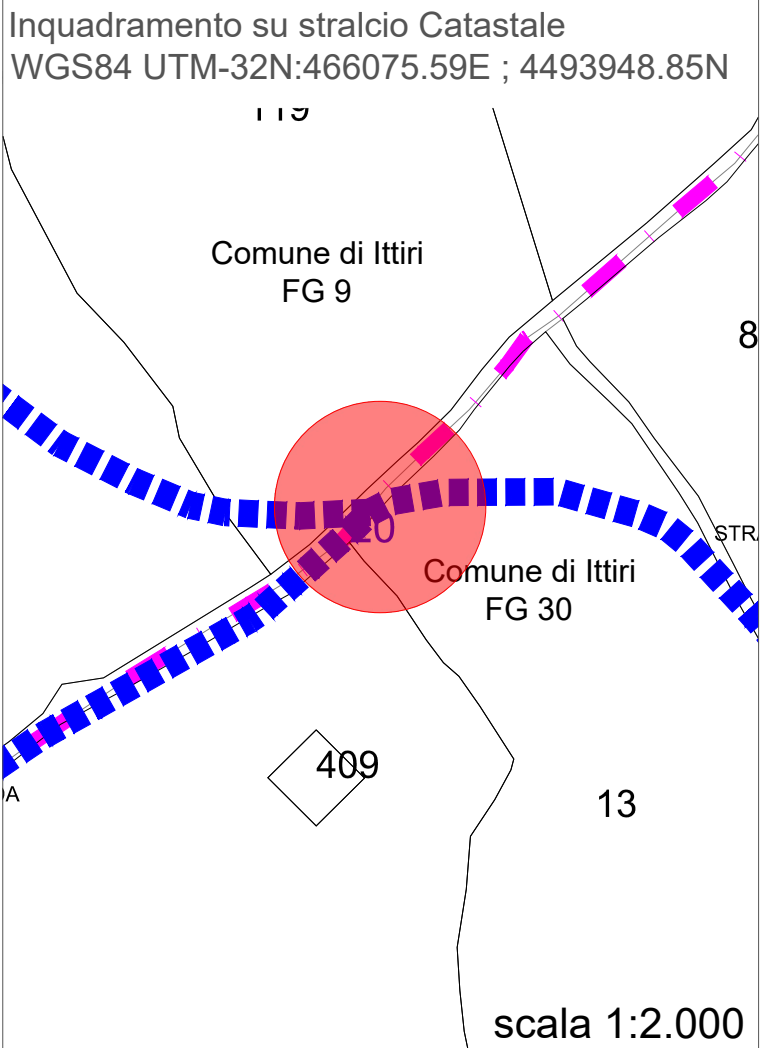 Inquadramento su stralcio Catastale
WGS84 UTM-32N:466075.59E ; 4493948.85N
119
Comune di Ittiri
FG 9
8
Comune di Ittiri
FG 30
409
13
scala 1:2.000